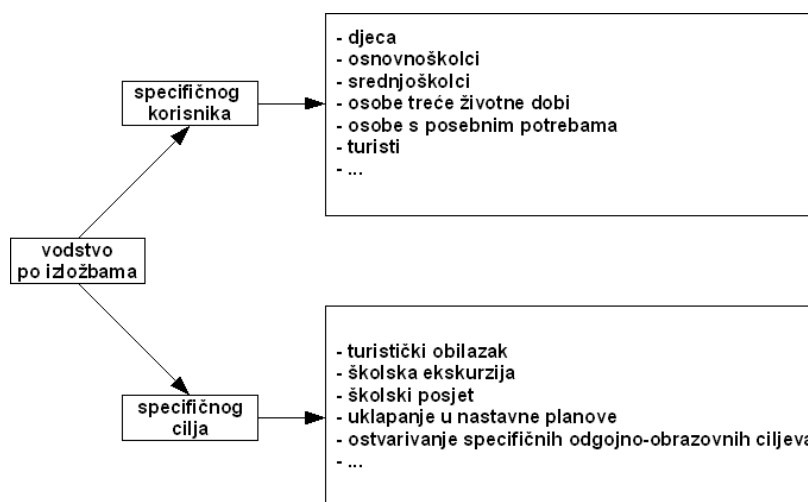 vodstvo
po izložbama
specifičnog
korisnika
- djeca
- osnovnoškolci
- srednjoškolci
- osobe treće životne dobi
- osobe s posebnim potrebama
- turisti
- ...
specifičnog
cilja
- turistički obilazak
- školska ekskurzija
- školski posjet
- uklapanje u nastavne planove
- ostvarivanje specifičnih odgojno-obrazovnih ciljeva
- ...